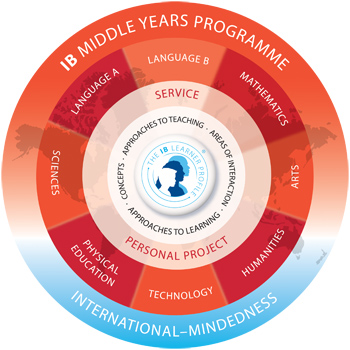 IB MIDDLE YEARS PROGRAMME
LANGUAGE A
LANGUAGE B
MATHEMATICS
SCIENCES
ARTS
PHYSICAL
EDUCATION
TECHNOLOGY
HUMANITIES
SERVICE
PERSONAL PROJECT
APPROACHES TO TEACHING ·
AREAS OF INTERACTION ·
APPROACHES TO LEARNING ·
CONCEPTS ·
THE IB LEARNER PROFILE
INTERNATIONAL–MINDEDNESS